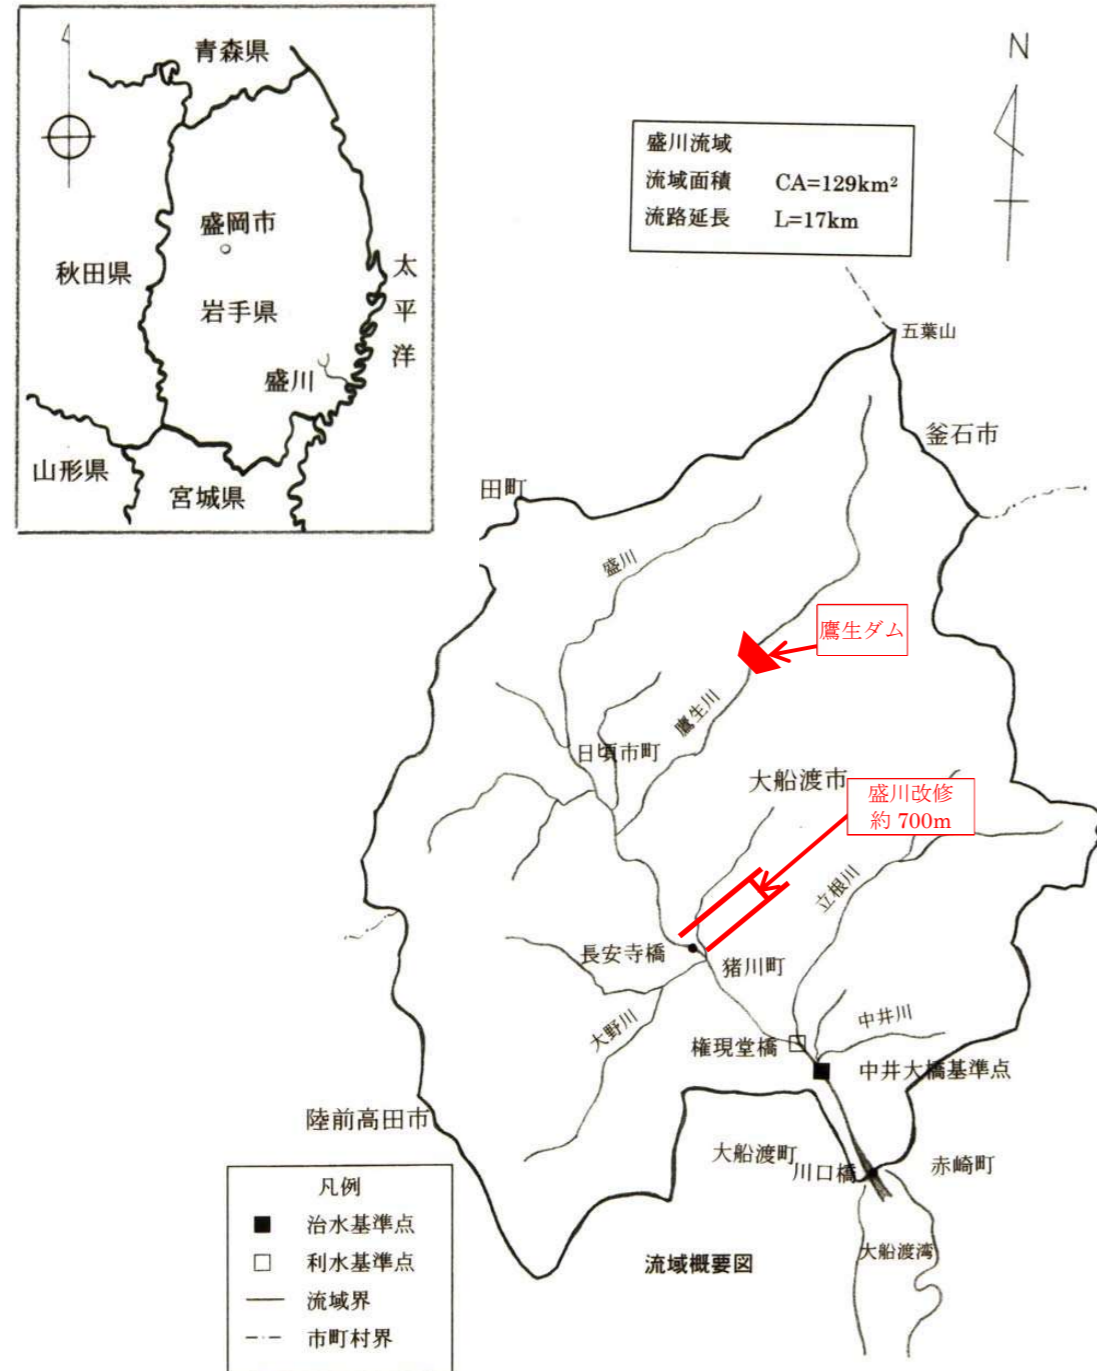 青森県
盛岡市
秋田県
岩手県
太平洋
盛川
山形県
宮城県
N
盛川流域
流域面積 CA=129km²
流路延長 L=17km
五葉山
釜石市
田町
盛川
鷹生ダム
鷹生川
日頃市町
大船渡市
盛川改修
約 700m
立根川
長安寺橋
猪川町
大野川
中井川
権現堂橋
中井大橋基準点
陸前高田市
大船渡町
川口橋
赤崎町
大船渡湾
流域概要図
凡例
治水基準点
利水基準点
流域界
市町村界